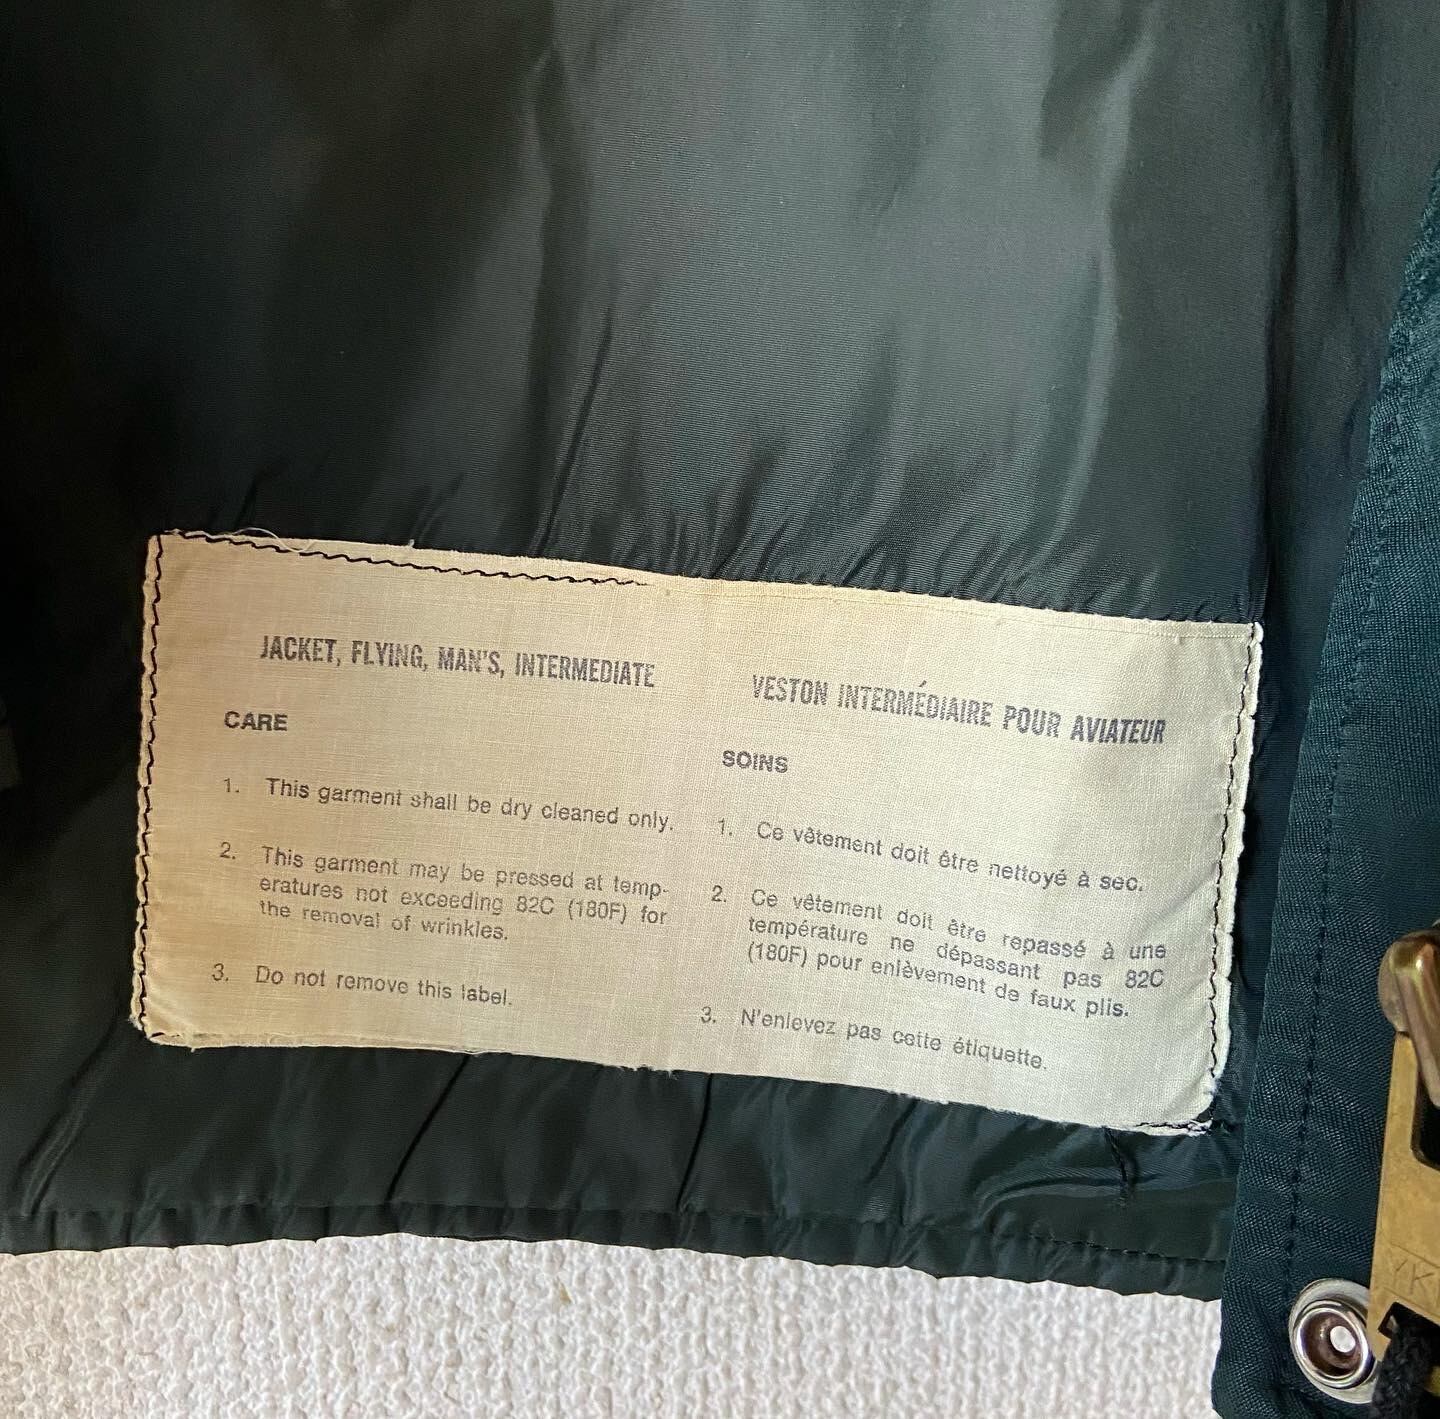 JACKET, FLYING, MAN'S, INTERMEDIATE
CARE
1. This garment shall be dry cleaned only.
2. This garment may be pressed at temp-
eratures not exceeding 82C (180F) for
the removal of wrinkles.
3. Do not remove this label.
VESTON INTERMÉDIAIRE POUR AVIATEUR
SOINS
1. Ce vêtement doit être nettoyé à sec.
2. Ce vêtement doit être repassé à une
température ne dépassant pas 82C
(180F) pour enlèvement de faux plis.
3. N'enlevez pas cette étiquette.